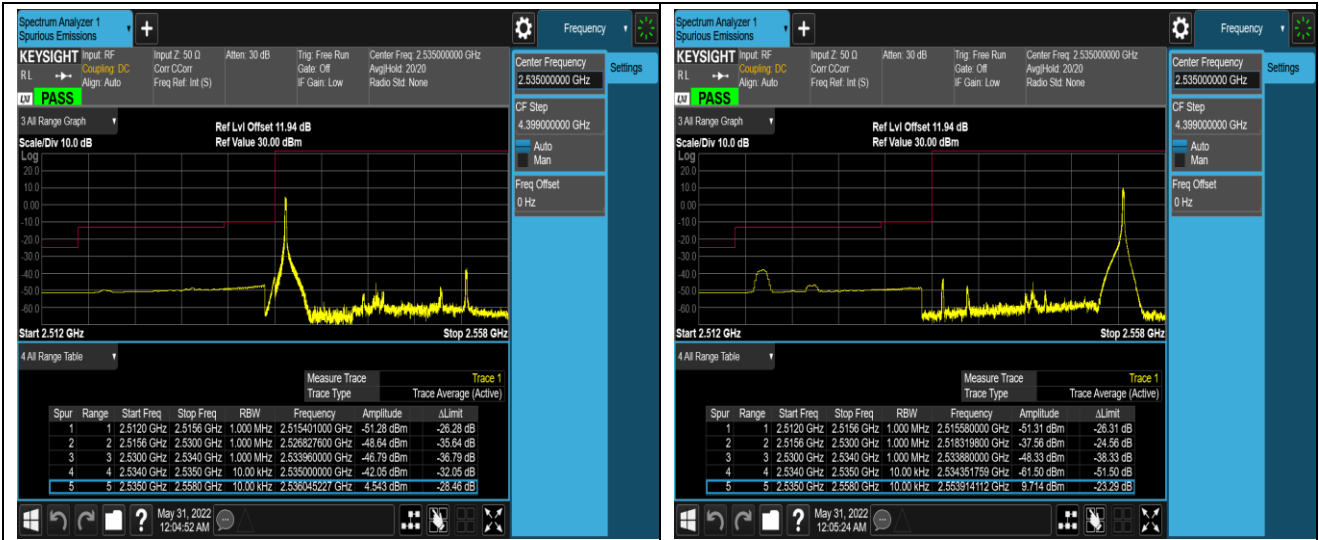 Spectrum Analyzer 1
Spurious Emissions
+
Frequency
KEYSIGHT
R L
Input: RF
Coupling: DC
Align: Auto
Input Z: 50 Ω
Corr CCorr
Freq Ref: Int (S)
Atten: 30 dB
Trig: Free Run
Gate: Off
IF Gain: Low
Center Freq: 2.535000000 GHz
Avg|Hold: 20/20
Radio Std: None
PASS
Center Frequency
2.535000000 GHz
Settings
CF Step
4.399000000 GHz
Auto
Man
Freq Offset
0 Hz
3 All Range Graph
Ref Lvl Offset 11.94 dB
Scale/Div 10.0 dB
Ref Value 30.00 dBm
Log
20.0
10.0
0.00
-10.0
-20.0
-30.0
-40.0
-50.0
-60.0
Start 2.512 GHz
Stop 2.558 GHz
4 All Range Table
Measure Trace Trace 1
Trace Type Trace Average (Active)
Spur Range Start Freq Stop Freq RBW Frequency Amplitude ΔLimit
1 1 2.5120 GHz 2.5156 GHz 1.000 MHz 2.515401000 GHz -51.28 dBm -26.28 dB
2 2 2.5156 GHz 2.5300 GHz 1.000 MHz 2.526827600 GHz -48.64 dBm -35.64 dB
3 3 2.5300 GHz 2.5340 GHz 1.000 MHz 2.533960000 GHz -46.79 dBm -36.79 dB
4 4 2.5340 GHz 2.5350 GHz 10.00 kHz 2.535000000 GHz -42.05 dBm -32.05 dB
5 5 2.5350 GHz 2.5580 GHz 10.00 kHz 2.536045227 GHz 4.543 dBm -28.46 dB
?
May 31, 2022
12:04:52 AM
Spectrum Analyzer 1
Spurious Emissions
+
Frequency
KEYSIGHT
R L
Input: RF
Coupling: DC
Align: Auto
Input Z: 50 Ω
Corr CCorr
Freq Ref: Int (S)
Atten: 30 dB
Trig: Free Run
Gate: Off
IF Gain: Low
Center Freq: 2.535000000 GHz
Avg|Hold: 20/20
Radio Std: None
PASS
Center Frequency
2.535000000 GHz
Settings
CF Step
4.399000000 GHz
Auto
Man
Freq Offset
0 Hz
3 All Range Graph
Ref Lvl Offset 11.94 dB
Scale/Div 10.0 dB
Ref Value 30.00 dBm
Log
20.0
10.0
0.00
-10.0
-20.0
-30.0
-40.0
-50.0
-60.0
Start 2.512 GHz
Stop 2.558 GHz
4 All Range Table
Measure Trace Trace 1
Trace Type Trace Average (Active)
Spur Range Start Freq Stop Freq RBW Frequency Amplitude ΔLimit
1 1 2.5120 GHz 2.5156 GHz 1.000 MHz 2.515580000 GHz -51.31 dBm -26.31 dB
2 2 2.5156 GHz 2.5300 GHz 1.000 MHz 2.518319800 GHz -37.56 dBm -24.56 dB
3 3 2.5300 GHz 2.5340 GHz 1.000 MHz 2.533880000 GHz -48.33 dBm -38.33 dB
4 4 2.5340 GHz 2.5350 GHz 10.00 kHz 2.534351759 GHz -61.50 dBm -51.50 dB
5 5 2.5350 GHz 2.5580 GHz 10.00 kHz 2.553914112 GHz 9.714 dBm -23.29 dB
?
May 31, 2022
12:05:24 AM